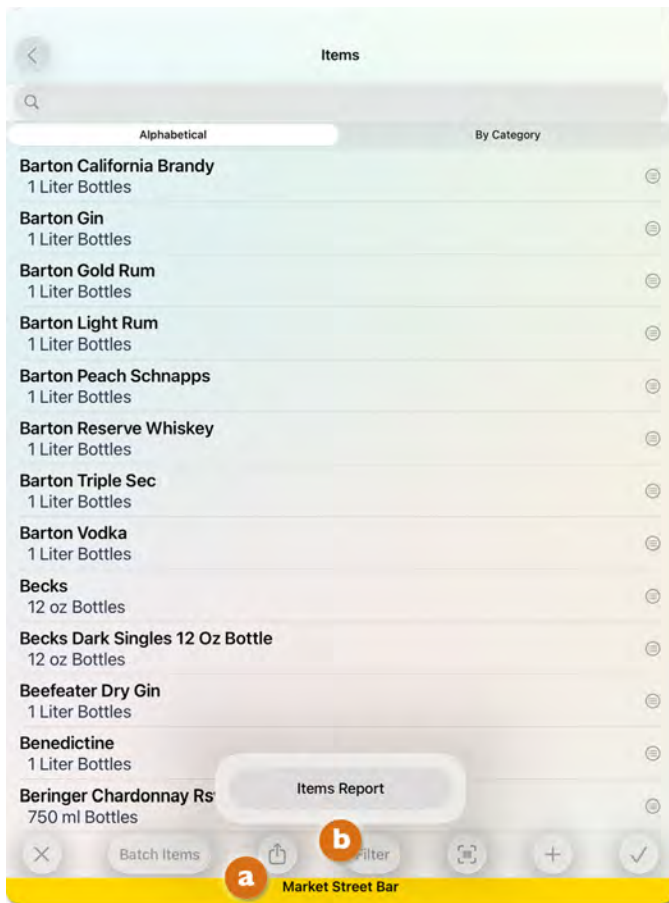 Items
Alphabetical
By Category
Barton California Brandy
1 Liter Bottles
Barton Gin
1 Liter Bottles
Barton Gold Rum
1 Liter Bottles
Barton Light Rum
1 Liter Bottles
Barton Peach Schnapps
1 Liter Bottles
Barton Reserve Whiskey
1 Liter Bottles
Barton Triple Sec
1 Liter Bottles
Barton Vodka
1 Liter Bottles
Becks
12 oz Bottles
Becks Dark Singles 12 Oz Bottle
12 oz Bottles
Beefeater Dry Gin
1 Liter Bottles
Benedictine
1 Liter Bottles
Beringer Chardonnay
750 ml Bottles
Items Report
Batch Items
a
b
Filter
Market Street Bar